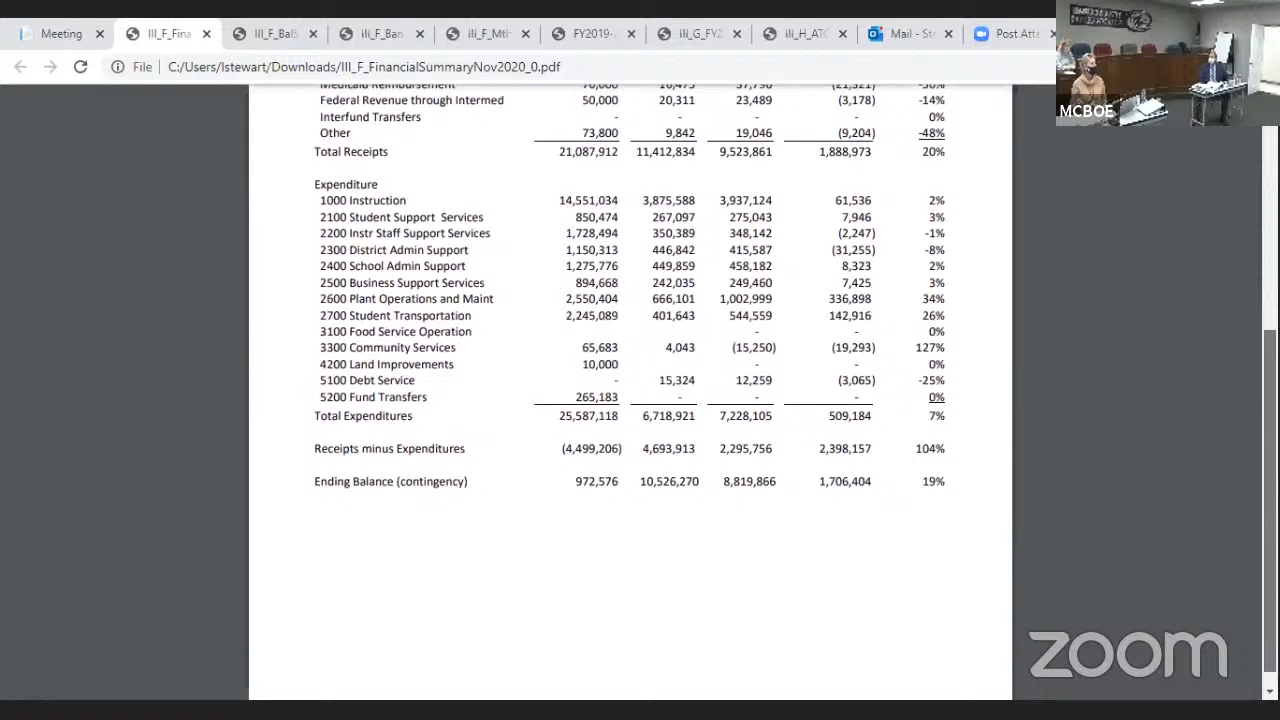 Meeting
III_F_Fina
III_F_BalS
III_F_Ban
FY2019-
iii_G_FY2
Mail - Ste
Post Atte
File | C:/Users/lstewart/Downloads/III_F_FinancialSummaryNov2020_0.pdf
MCBOE
Medicaid Reimbursement
Federal Revenue through Intermed 50,000 20,311 23,489 (3,178) -14%
Interfund Transfers - - - - 0%
Other 73,800 9,842 19,046 (9,204) -48%
Total Receipts 21,087,912 11,412,834 9,523,861 1,888,973 20%
Expenditure
1000 Instruction 14,551,034 3,875,588 3,937,124 61,536 2%
2100 Student Support Services 850,474 267,097 275,043 7,946 3%
2200 Instr Staff Support Services 1,728,494 350,389 348,142 (2,247) -1%
2300 District Admin Support 1,150,313 446,842 415,587 (31,255) -8%
2400 School Admin Support 1,275,776 449,859 458,182 8,323 2%
2500 Business Support Services 894,668 242,035 249,460 7,425 3%
2600 Plant Operations and Maint 2,550,404 666,101 1,002,999 336,898 34%
2700 Student Transportation 2,245,089 401,643 544,559 142,916 26%
3100 Food Service Operation - - 0%
3300 Community Services 65,683 4,043 (15,250) (19,293) 127%
4200 Land Improvements 10,000 - - 0%
5100 Debt Service - 15,324 12,259 (3,065) -25%
5200 Fund Transfers 265,183 - - - 0%
Total Expenditures 25,587,118 6,718,921 7,228,105 509,184 7%
Receipts minus Expenditures (4,499,206) 4,693,913 2,295,756 2,398,157 104%
Ending Balance (contingency) 972,576 10,526,270 8,819,866 1,706,404 19%
zoom